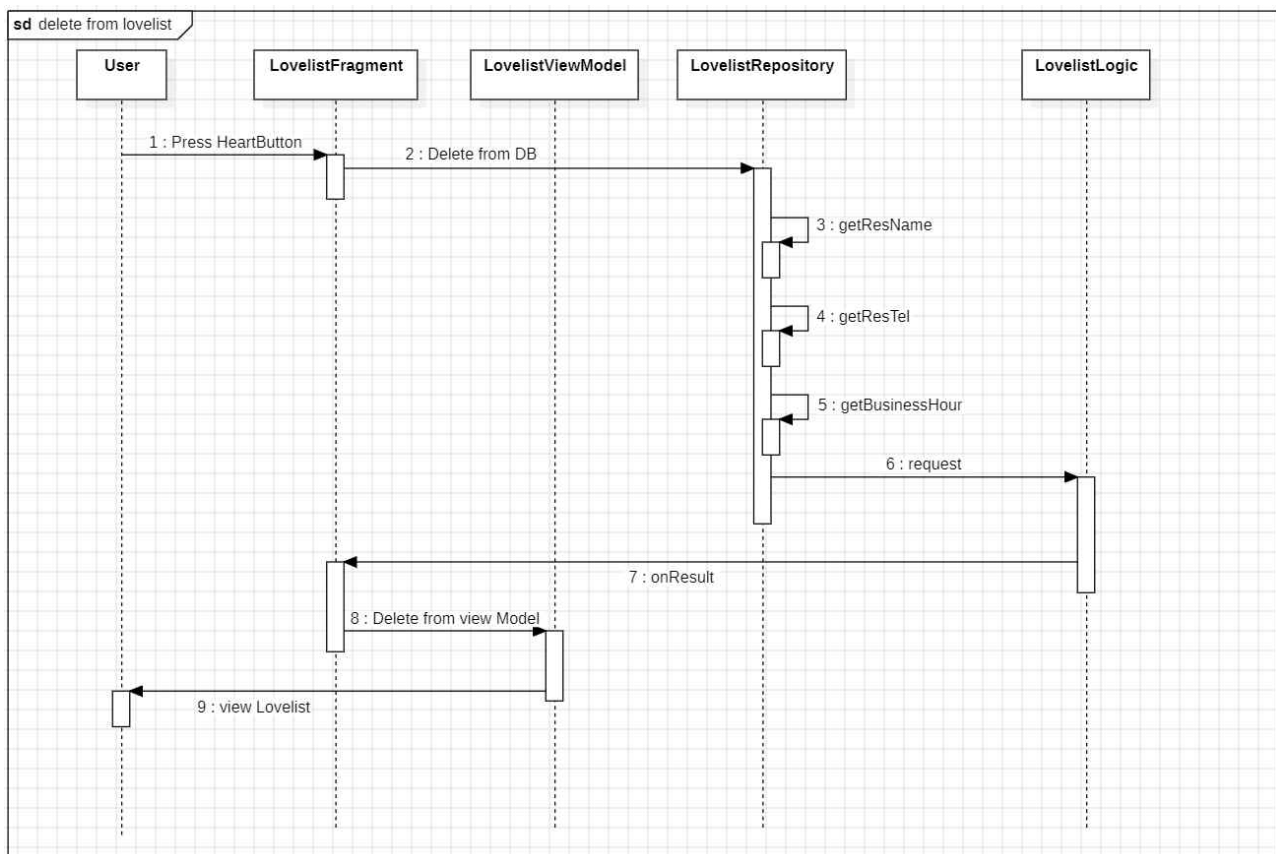 sd delete from lovelist
User
LovelistFragment
LovelistViewModel
LovelistRepository
LovelistLogic
1 : Press HeartButton
2 : Delete from DB
3 : getResName
4 : getResTel
5 : getBusinessHour
6 : request
7 : onResult
8 : Delete from view Model
9 : view Lovelist